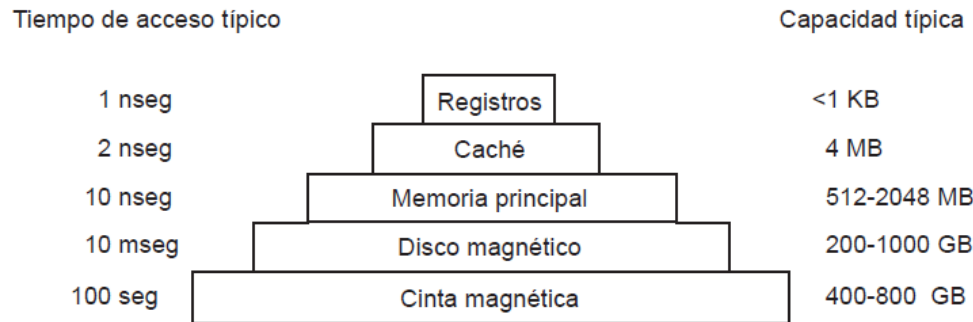 Tiempo de acceso típico Capacidad típica
1 nseg Registros <1 KB
2 nseg Caché 4 MB
10 nseg Memoria principal 512-2048 MB
10 mseg Disco magnético 200-1000 GB
100 seg Cinta magnética 400-800 GB